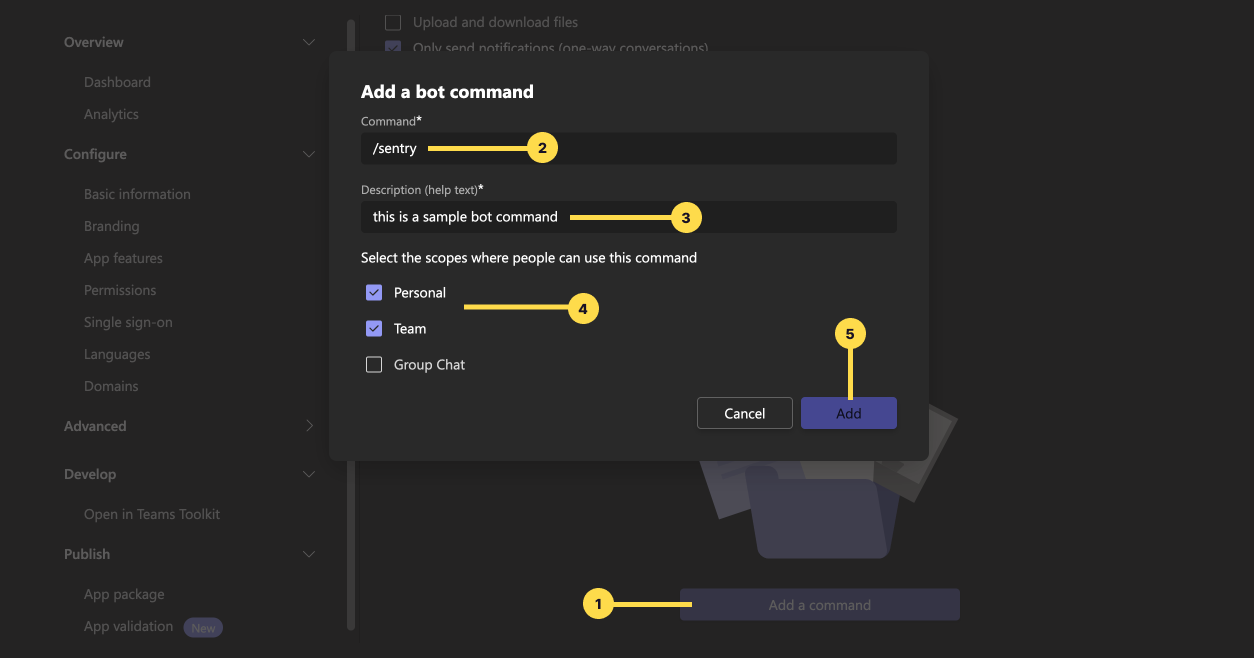 Overview
Dashboard
Analytics
Configure
Basic information
Branding
App features
Permissions
Single sign-on
Languages
Domains
Advanced
Develop
Open in Teams Toolkit
Publish
App package
App validation New
Upload and download files
Only send notifications (one-way conversations)
Add a bot command
Command*
/sentry 2
Description (help text)*
this is a sample bot command 3
Select the scopes where people can use this command
Personal
4
Team
5
Group Chat
Cancel Add
1 Add a command